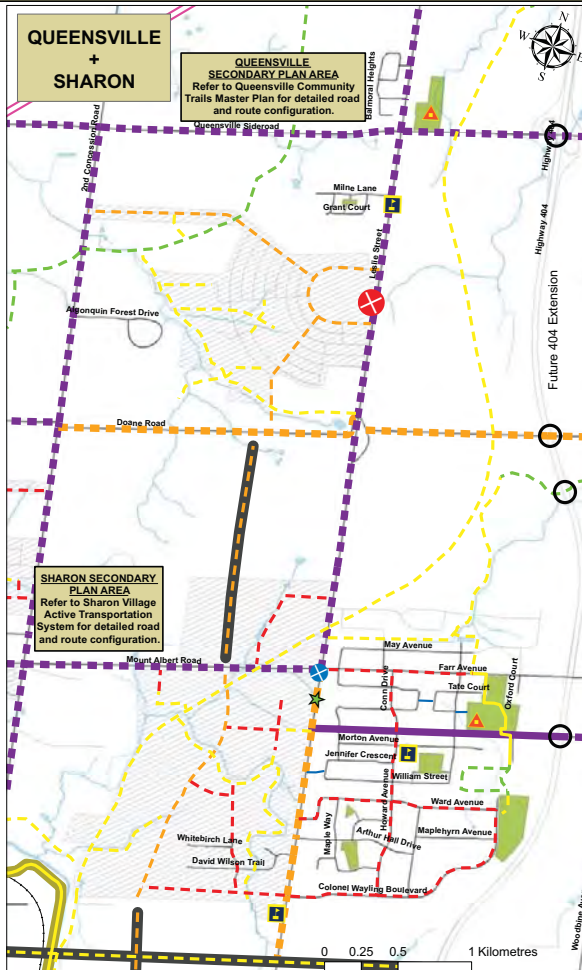 QUEENSVILLE
+
SHARON
QUEENSVILLE
SECONDARY PLAN AREA
Refer to Queensville Community
Trails Master Plan for detailed road
and route configuration.
N
W
E
S
Balmoral Heights
2nd Concession Road
Queensville Sideroad
Highway 404
Milne Lane
Grant Court
Leslie Street
Highway 404
Future 404 Extension
Algonquin Forest Drive
Doane Road
SHARON SECONDARY
PLAN AREA
Refer to Sharon Village
Active Transportation
System for detailed road
and route configuration.
Mount Albert Road
May Avenue
Farr Avenue
Conn Drive
Tate Court
Oxford Court
Morton Avenue
Jennifer Crescent
William Street
Howard Avenue
Ward Avenue
Maple Way
Arthur Hall Drive
Maplehyrn Avenue
Whitebirch Lane
David Wilson Trail
Colonel Wayling Boulevard
Woodbine
0 0.25 0.5 1 Kilometres